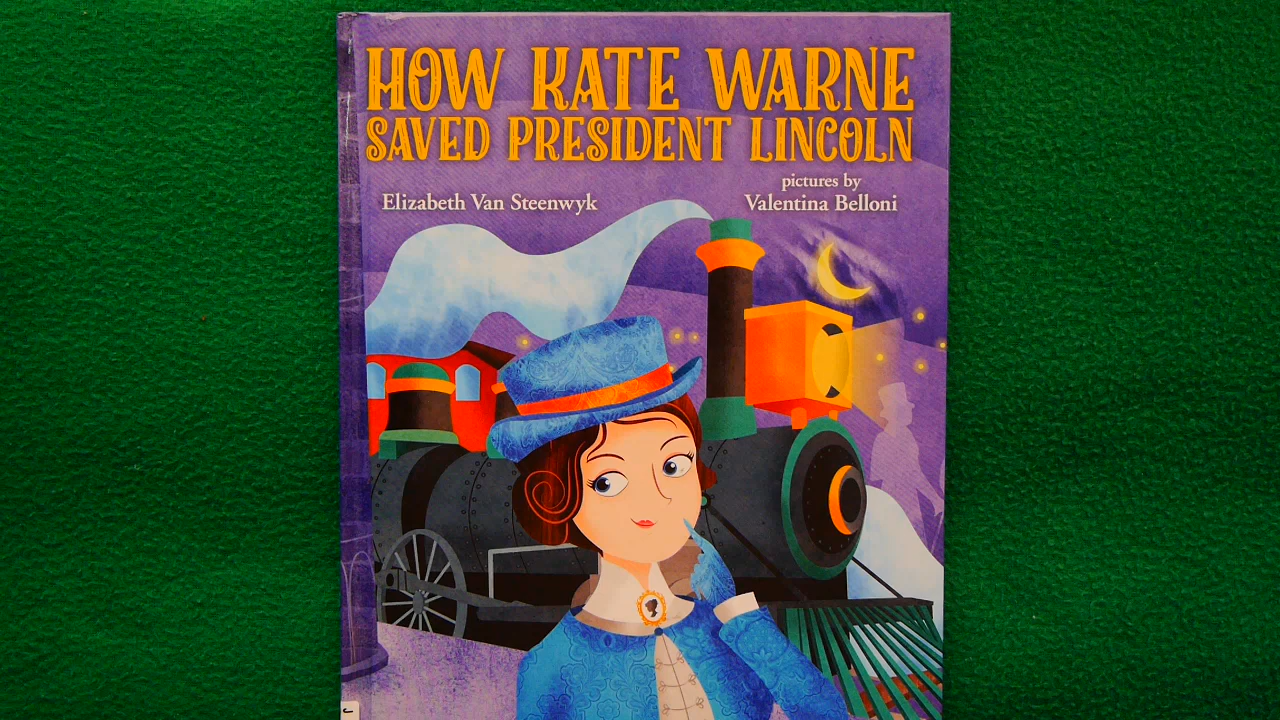 HOW KATE WARNE
SAVED PRESIDENT LINCOLN
Elizabeth Van Steenwyk
pictures by
Valentina Belloni